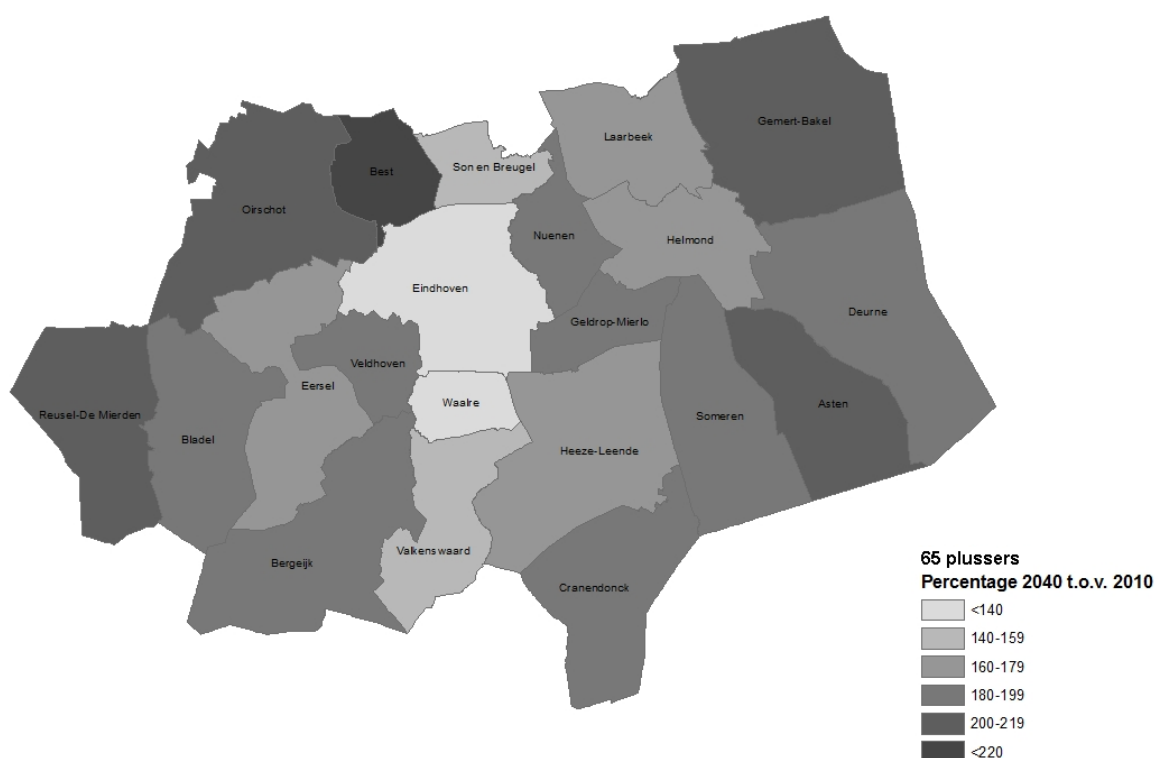 Gemert-Bakel
Laarbeek
Son en Breugel
Best
Oirschot
Nuenen
Helmond
Eindhoven
Deurne
Geldrop-Mierlo
Veldhoven
Eersel
Waalre
Asten
Reusel-De Mierden
Someren
Bladel
Heeze-Leende
Valkenswaard
Bergeijk
Cranendonck
65 plussers
Percentage 2040 t.o.v. 2010
<140
140-159
160-179
180-199
200-219
<220